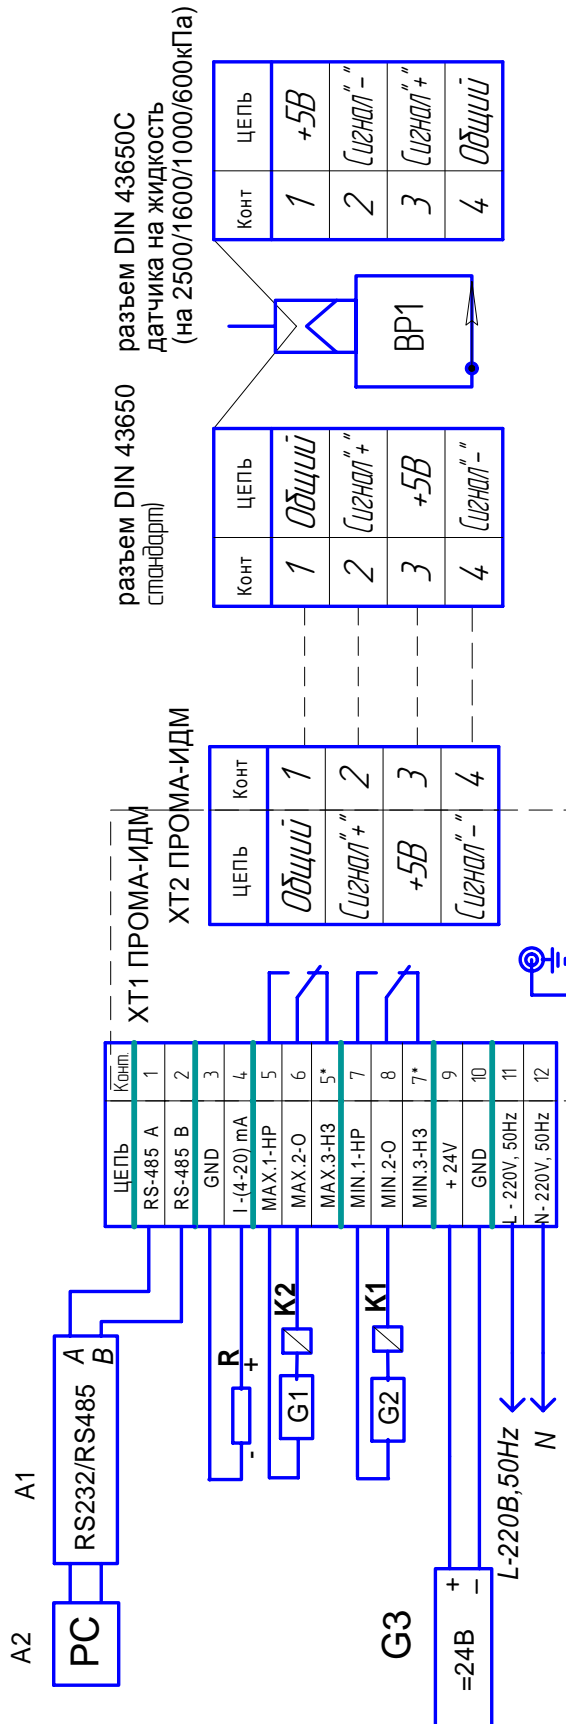 A2
A1
PC
RS232/RS485
A
B
XT1 ПРОМА-ИДМ
ЦЕПЬ Конт.
RS-485 A 1
RS-485 B 2
GND 3
I-(4-20) mA 4
MAX.1-НР 5
MAX.2-О 6
MAX.3-НЗ 5*
MIN.1-НР 7
MIN.2-О 8
MIN.3-НЗ 7*
+24V 9
GND 10
L - 220V, 50Hz 11
N- 220V, 50Hz 12
R
- +
G1
K2
G2
K1
G3
=24В
+
−
L-220В,50Hz
N
XT2 ПРОМА-ИДМ
ЦЕПЬ Конт
Общий 1
Сигнал"+" 2
+5В 3
Сигнал"-" 4
разъем DIN 43650
стандарт)
Конт ЦЕПЬ
1 Общий
2 Сигнал"+"
3 +5В
4 Сигнал"-"
BP1
разъем DIN 43650C
датчика на жидкость
(на 2500/1600/1000/600кПа)
Конт ЦЕПЬ
1 +5В
2 Сигнал"-"
3 Сигнал"+"
4 Общий